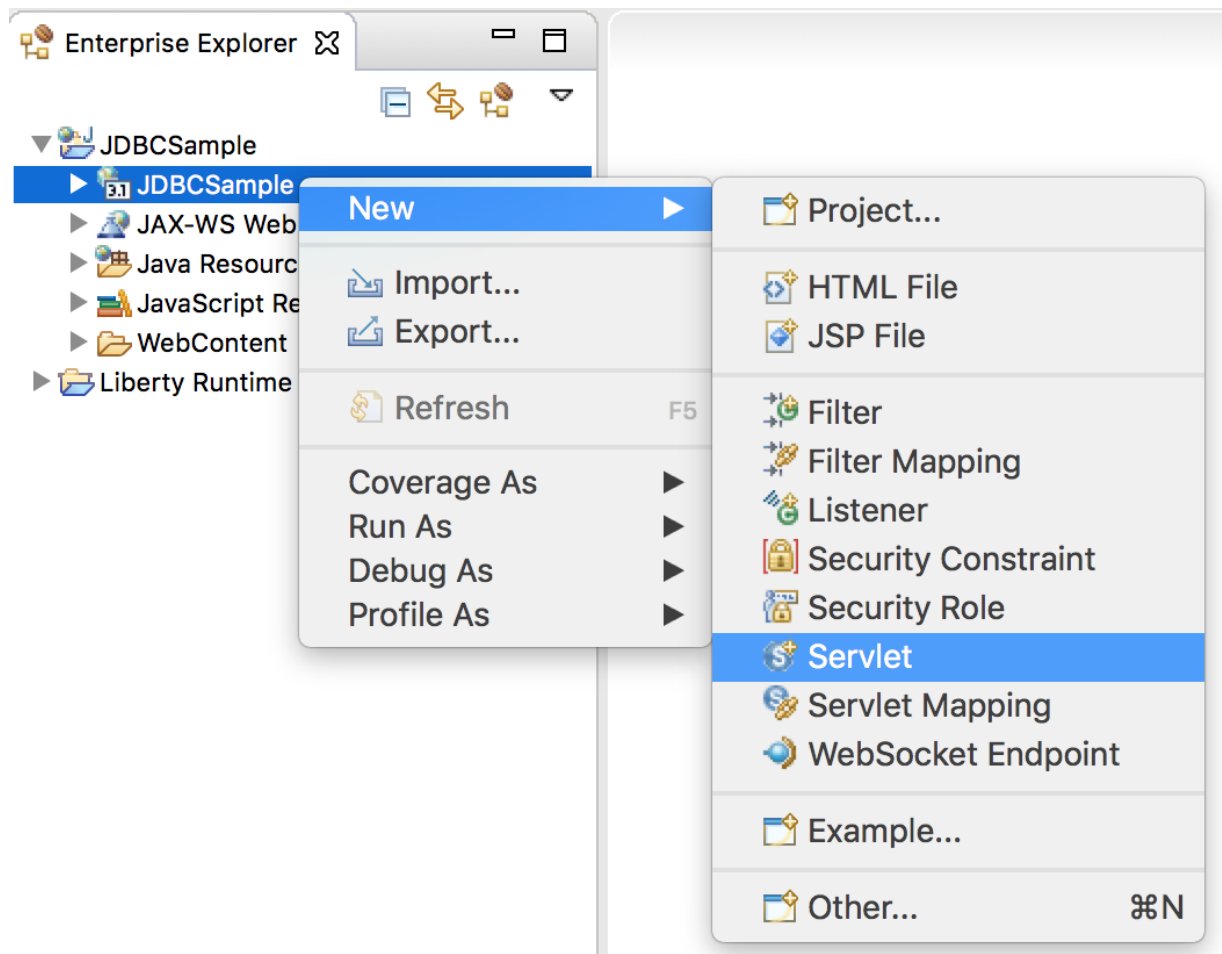 Enterprise Explorer
JDBCSample
3.1 JDBCSample
JAX-WS Web
Java Resourc
JavaScript Re
WebContent
Liberty Runtime
New
Import...
Export...
Refresh F5
Coverage As
Run As
Debug As
Profile As
Project...
HTML File
JSP File
Filter
Filter Mapping
Listener
Security Constraint
Security Role
Servlet
Servlet Mapping
WebSocket Endpoint
Example...
Other... ⌘N